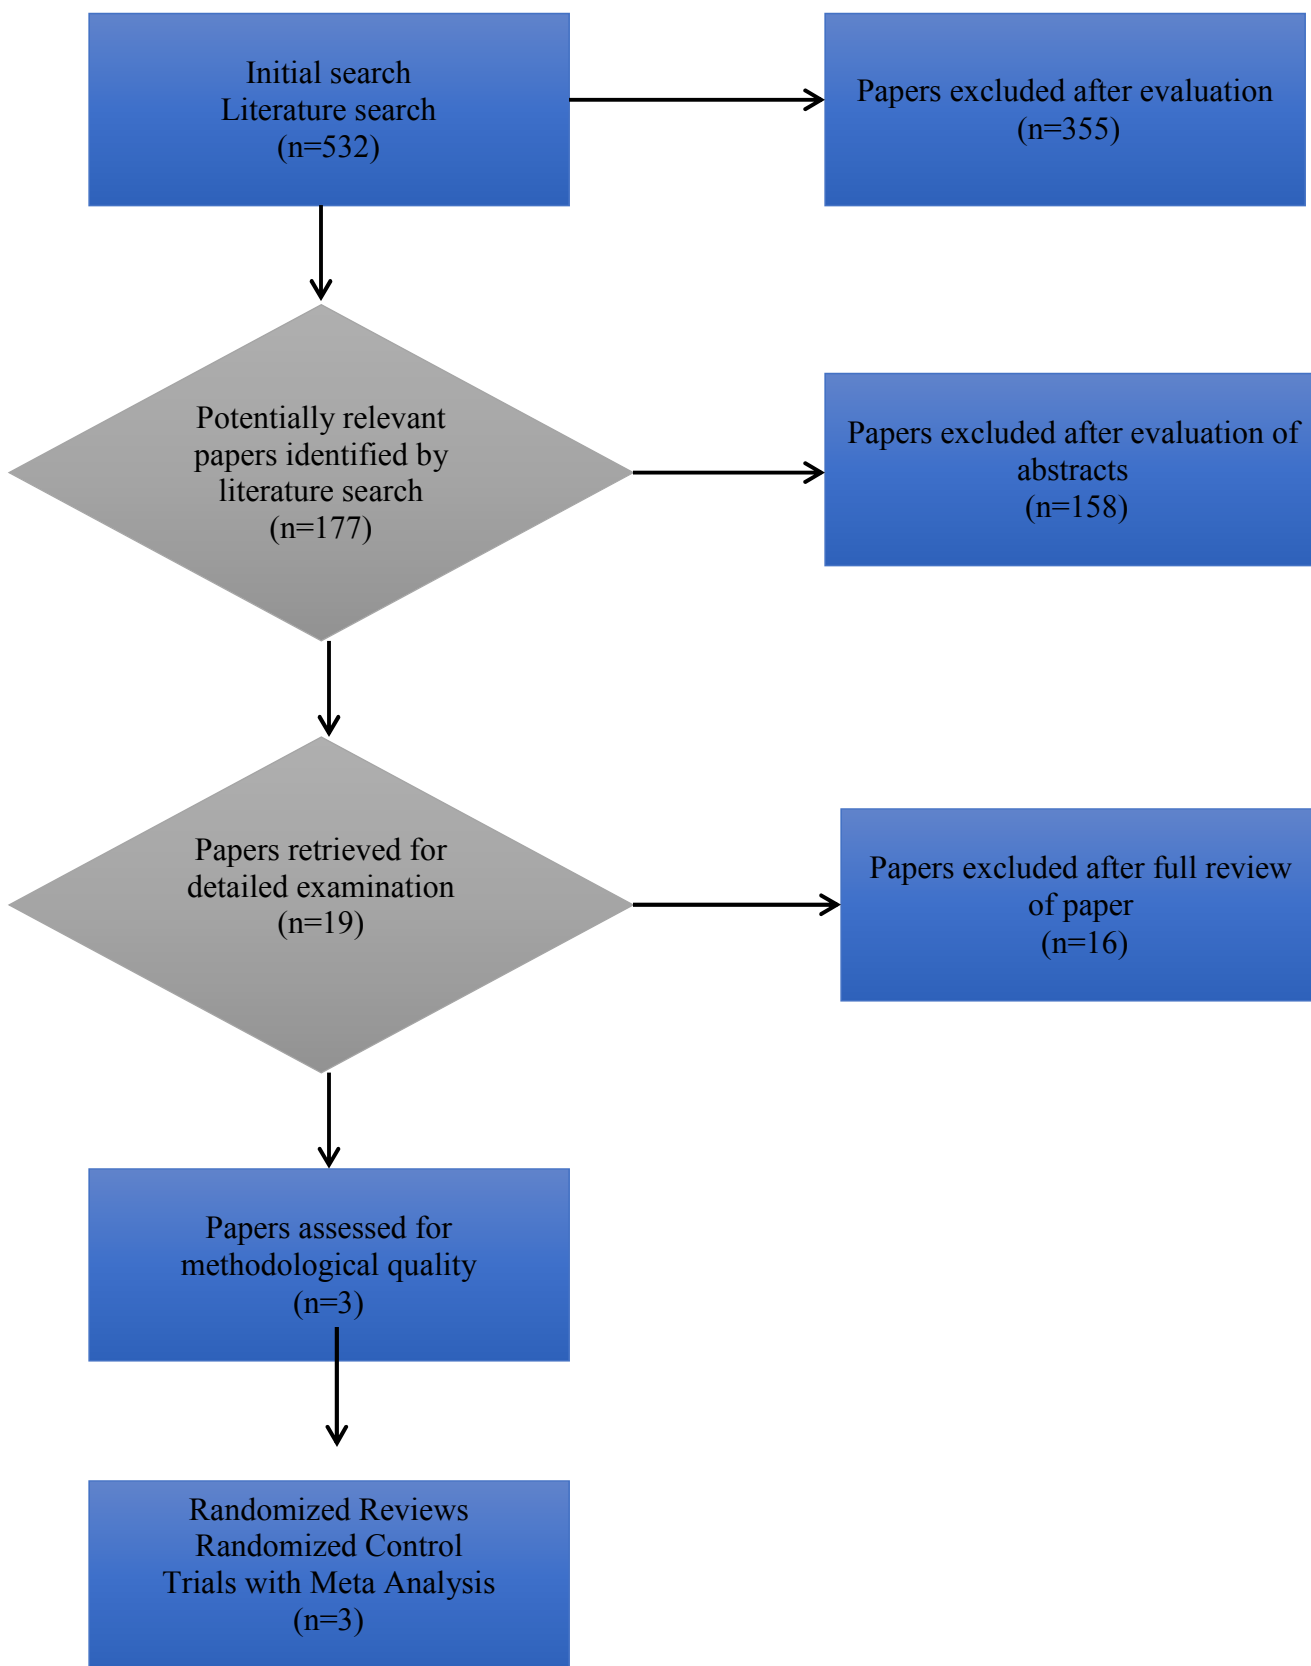 Initial search
Literature search
(n=532)
Papers excluded after evaluation
(n=355)
Potentially relevant
papers identified by
literature search
(n=177)
Papers excluded after evaluation of
abstracts
(n=158)
Papers retrieved for
detailed examination
(n=19)
Papers excluded after full review
of paper
(n=16)
Papers assessed for
methodological quality
(n=3)
Randomized Reviews
Randomized Control
Trials with Meta Analysis
(n=3)